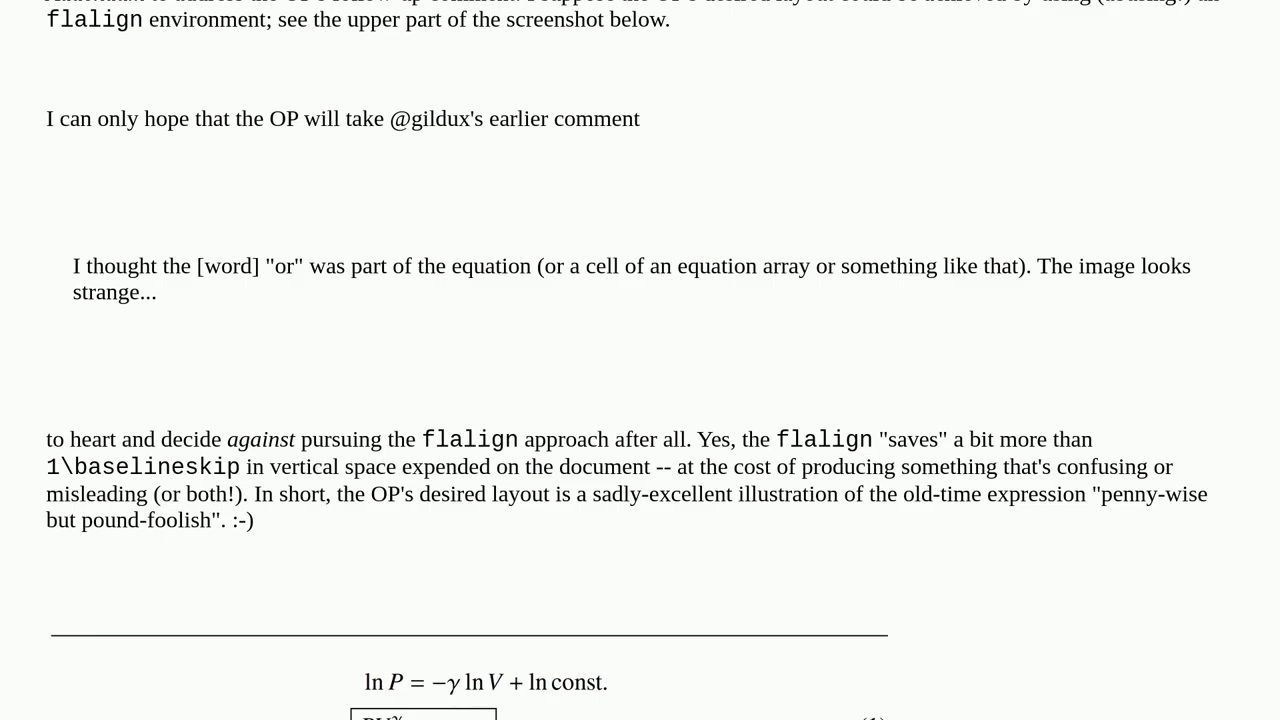 flalign environment; see the upper part of the screenshot below.
I can only hope that the OP will take @gildux's earlier comment
I thought the [word] "or" was part of the equation (or a cell of an equation array or something like that). The image looks
strange...
to heart and decide against pursuing the flalign approach after all. Yes, the flalign "saves" a bit more than
1\baselineskip in vertical space expended on the document -- at the cost of producing something that's confusing or
misleading (or both!). In short, the OP's desired layout is a sadly-excellent illustration of the old-time expression "penny-wise
but pound-foolish". :-)
ln P = −γ ln V + ln const.